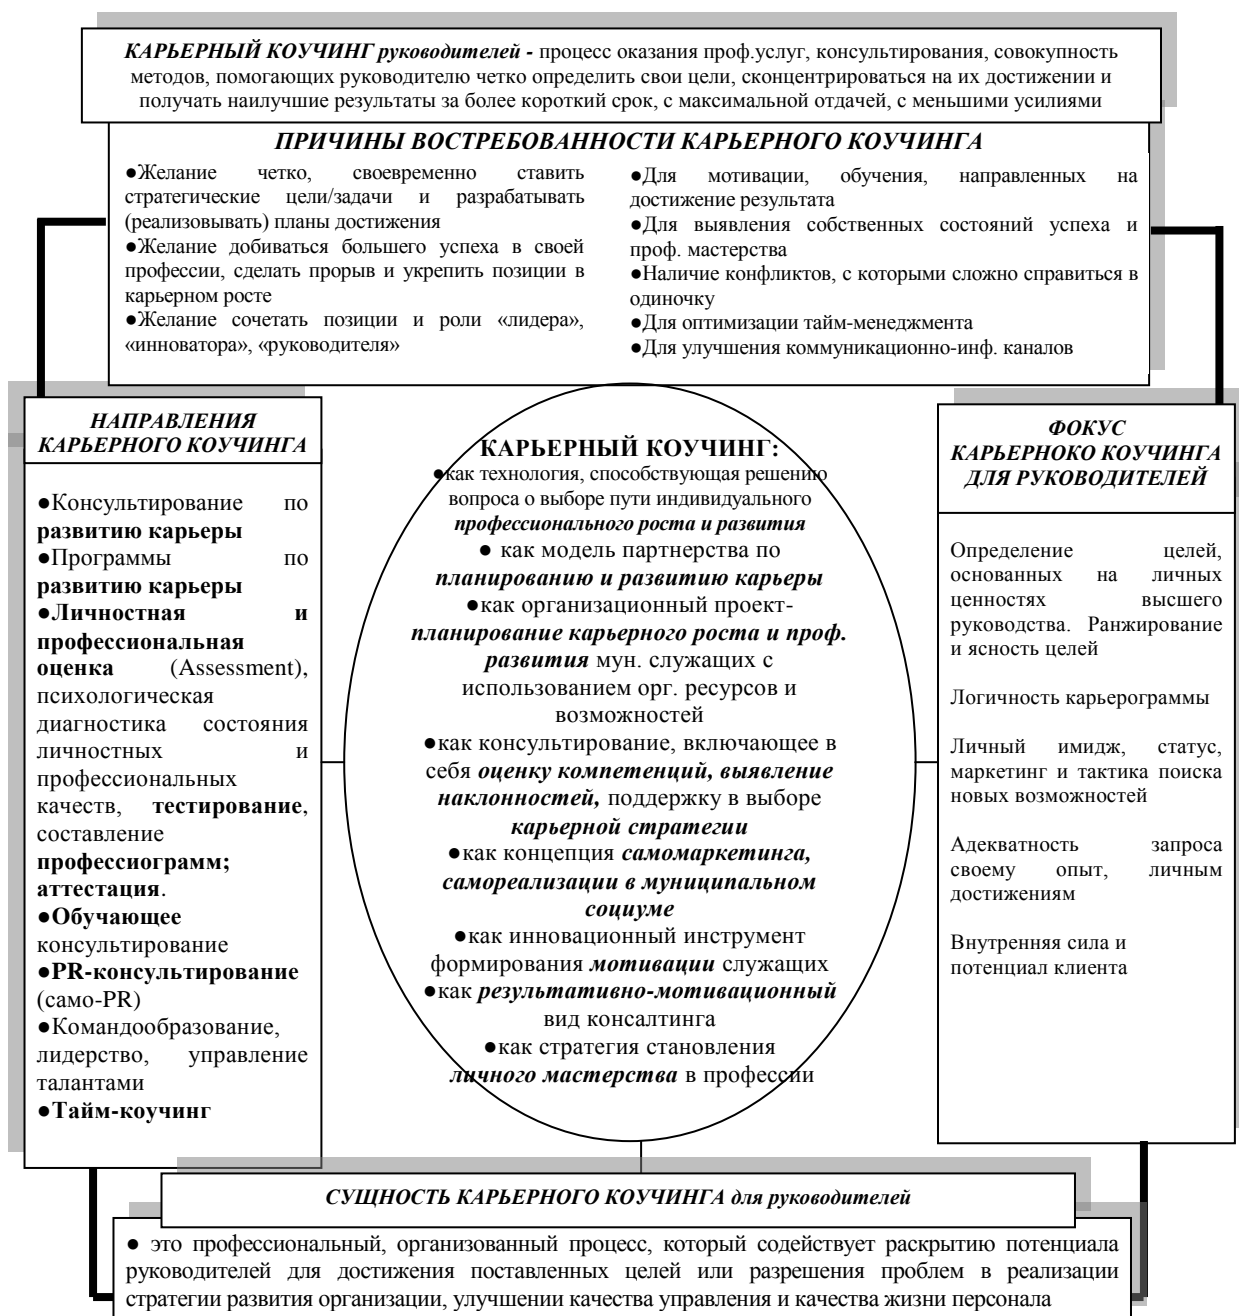 КАРЬЕРНЫЙ КОУЧИНГ руководителей - процесс оказания проф.услуг, консультирования, совокупность
методов, помогающих руководителю четко определить свои цели, сконцентрироваться на их достижении и
получать наилучшие результаты за более короткий срок, с максимальной отдачей, с меньшими усилиями
ПРИЧИНЫ ВОСТРЕБОВАННОСТИ КАРЬЕРНОГО КОУЧИНГА
●Желание четко, своевременно ставить
стратегические цели/задачи и разрабатывать
(реализовывать) планы достижения
●Желание добиваться большего успеха в своей
профессии, сделать прорыв и укрепить позиции в
карьерном росте
●Желание сочетать позиции и роли «лидера»,
«инноватора», «руководителя»
●Для мотивации, обучения, направленных на
достижение результата
●Для выявления собственных состояний успеха и
проф. мастерства
●Наличие конфликтов, с которыми сложно справиться в
одиночку
●Для оптимизации тайм-менеджмента
●Для улучшения коммуникационно-инф. каналов
НАПРАВЛЕНИЯ
КАРЬЕРНОГО КОУЧИНГА
●Консультирование по
развитию карьеры
●Программы по
развитию карьеры
●Личностная и
профессиональная
оценка (Assessment),
психологическая
диагностика состояния
личностных и
профессиональных
качеств, тестирование,
составление
профессиограмм;
аттестация.
●Обучающее
консультирование
●PR-консультирование
(само-PR)
●Командообразование,
лидерство, управление
талантами
●Тайм-коучинг
КАРЬЕРНЫЙ КОУЧИНГ:
●как технология, способствующая решению
вопроса о выборе пути индивидуального
профессионального роста и развития
● как модель партнерства по
планированию и развитию карьеры
●как организационный проект-
планирование карьерного роста и проф.
развития мун. служащих с
использованием орг. ресурсов и
возможностей
●как консультирование, включающее в
себя оценку компетенций, выявление
наклонностей, поддержку в выборе
карьерной стратегии
●как концепция самомаркетинга,
самореализации в муниципальном
социуме
●как инновационный инструмент
формирования мотивации служащих
●как результативно-мотивационный
вид консалтинга
●как стратегия становления
личного мастерства в профессии
ФОКУС
КАРЬЕРНОКО КОУЧИНГА
ДЛЯ РУКОВОДИТЕЛЕЙ
Определение целей,
основанных на личных
ценностях высшего
руководства. Ранжирование
и ясность целей
Логичность карьерограммы
Личный имидж, статус,
маркетинг и тактика поиска
новых возможностей
Адекватность запроса
своему опыт, личным
достижениям
Внутренняя сила и
потенциал клиента
СУЩНОСТЬ КАРЬЕРНОГО КОУЧИНГА для руководителей
● это профессиональный, организованный процесс, который содействует раскрытию потенциала
руководителей для достижения поставленных целей или разрешения проблем в реализации
стратегии развития организации, улучшении качества управления и качества жизни персонала